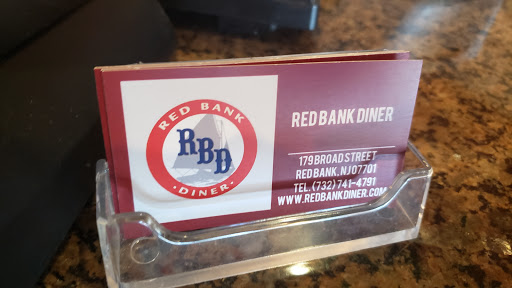 RED BANK
RBD
· DINER ·
RED BANK DINER
179 BROAD STREET
RED BANK, NJ 07701
TEL. (732) 741-4791
WWW.REDBANKDINER.COM